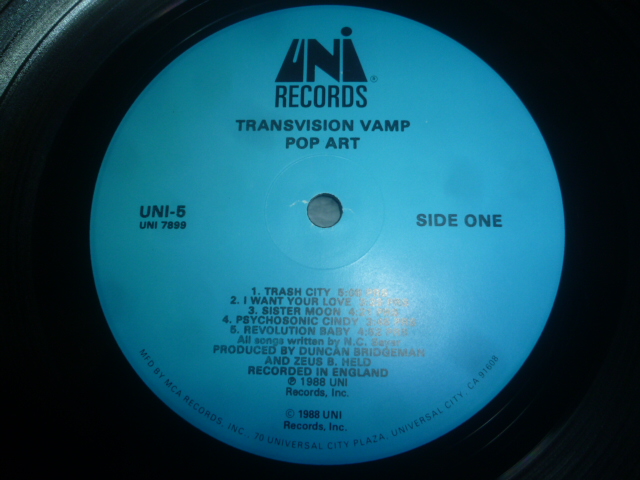 UNI®
RECORDS
TRANSVISION VAMP
POP ART
UNI-5
UNI 7899
SIDE ONE
1. TRASH CITY
2. I WANT YOUR LOVE
3. SISTER MOON
4. PSYCHOSONIC CINDY
5. REVOLUTION BABY
All songs written by N.C.
PRODUCED BY DUNCAN BRIDGEMAN
AND ZEUS B. HELD
RECORDED IN ENGLAND
℗ 1988 UNI
Records, Inc.
© 1988 UNI
Records, Inc.
MFD BY MCA RECORDS, INC. · 70 UNIVERSAL CITY PLAZA, UNIVERSAL CITY, CA 91608